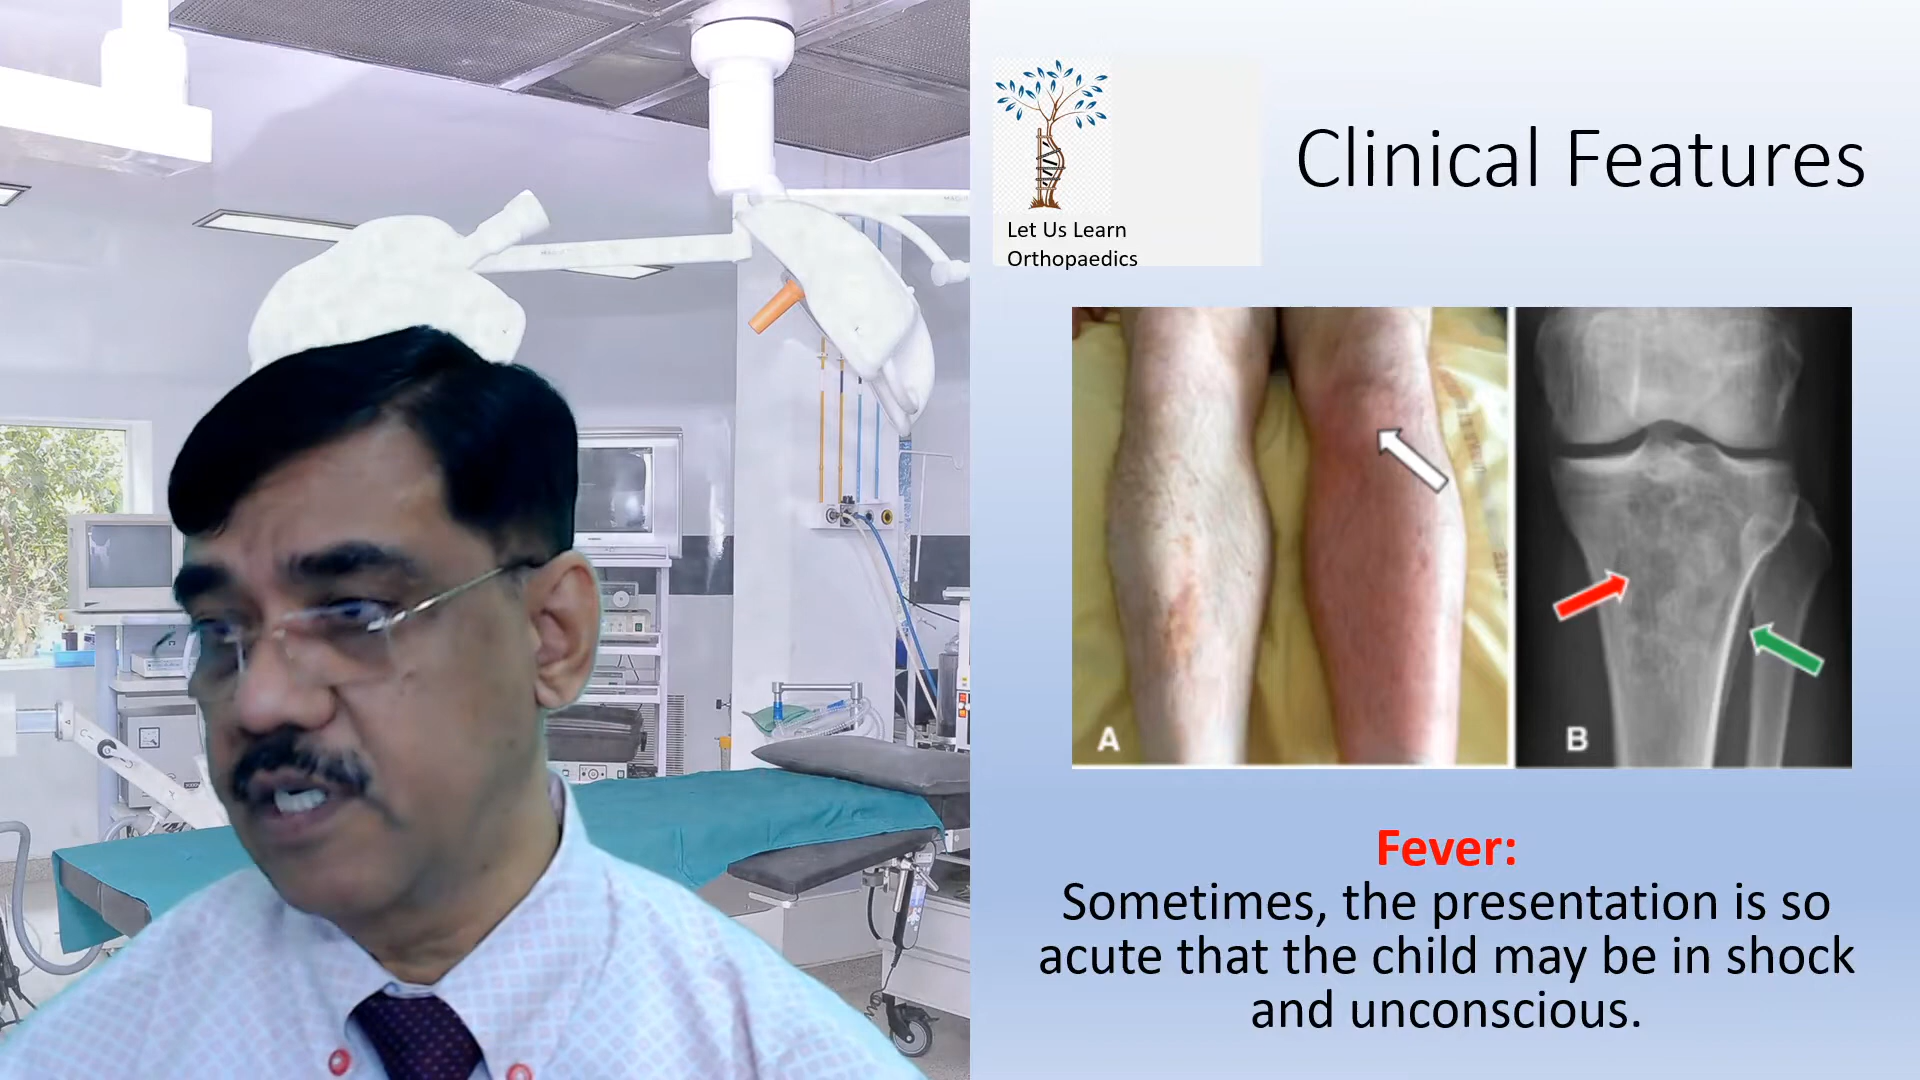 Let Us Learn
Orthopaedics
Clinical Features
A
B
Fever:
Sometimes, the presentation is so
acute that the child may be in shock
and unconscious.